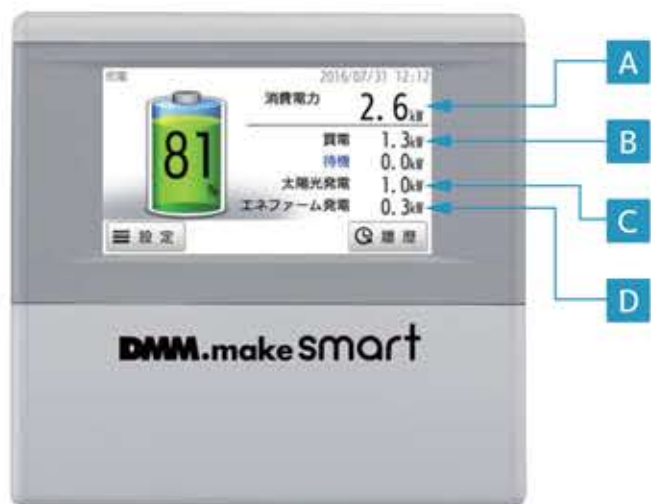 2016/07/31 12:12
消費電力 2.6kW
81%
買電 1.3kW
待機 0.0kW
太陽光発電 1.0kW
エネファーム発電 0.3kW
設定
履歴
DMM.make smart
A
B
C
D